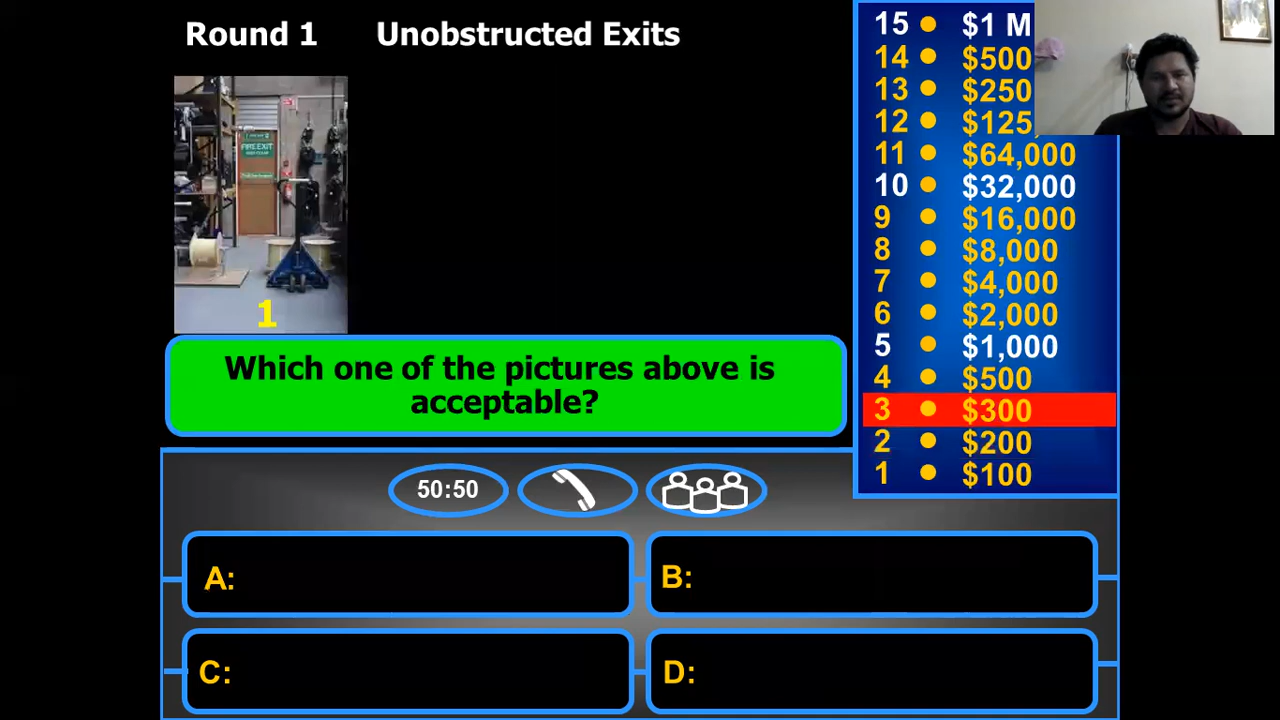 Round 1 Unobstructed Exits
FIRE EXIT
1
Which one of the pictures above is
acceptable?
15 $1 M
14 $500
13 $250
12 $125,
11 $64,000
10 $32,000
9 $16,000
8 $8,000
7 $4,000
6 $2,000
5 $1,000
4 $500
3 $300
2 $200
1 $100
50:50
A:
B:
C:
D: